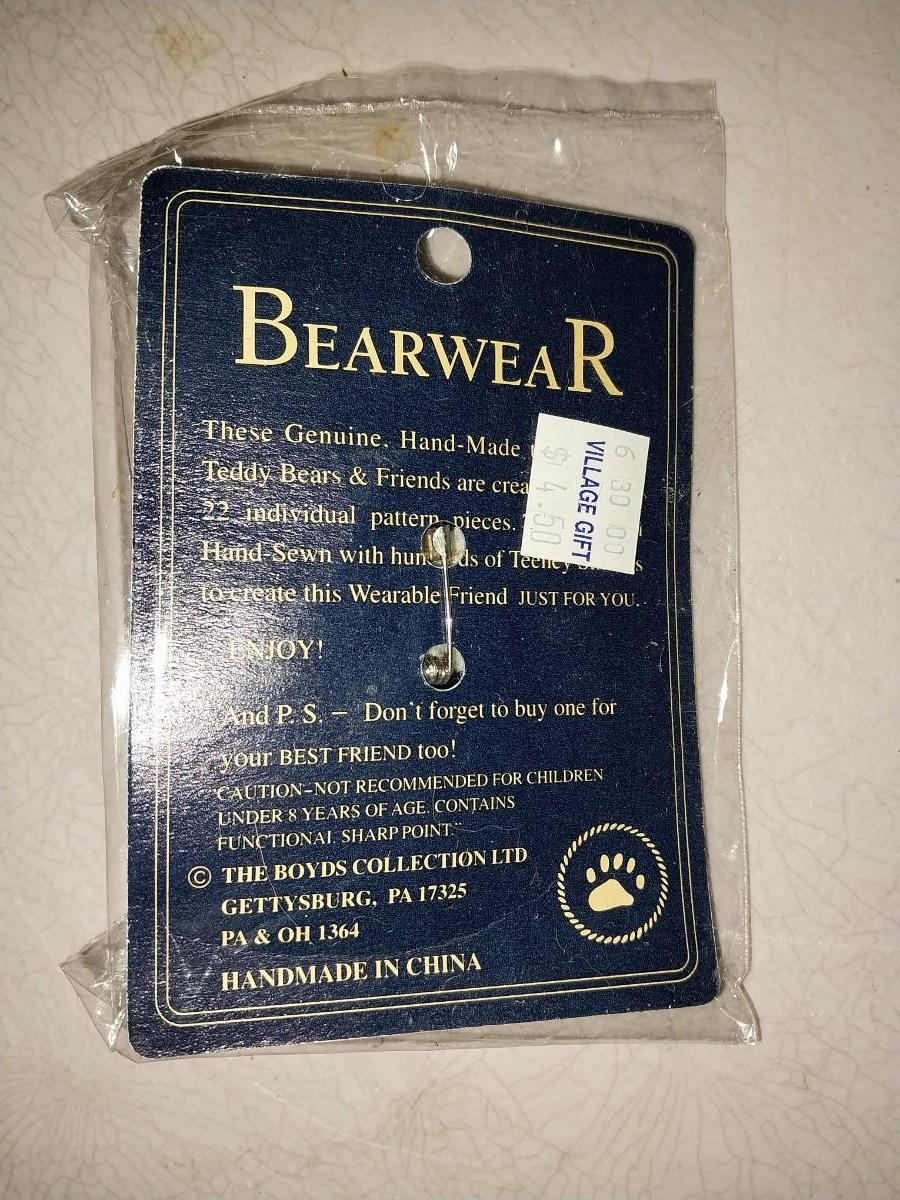 BEARWEAR
These Genuine, Hand-Made
Teddy Bears & Friends are crea
22 individual pattern pieces.
Hand Sewn with hundreds of Teeney
to create this Wearable Friend JUST FOR YOU.
ENJOY!
And P. S. – Don't forget to buy one for
your BEST FRIEND too!
CAUTION–NOT RECOMMENDED FOR CHILDREN
UNDER 8 YEARS OF AGE. CONTAINS
FUNCTIONAL SHARP POINT."
© THE BOYDS COLLECTION LTD
GETTYSBURG, PA 17325
PA & OH 1364
HANDMADE IN CHINA
6 30 00
VILLAGE GIFT
$ 4.50